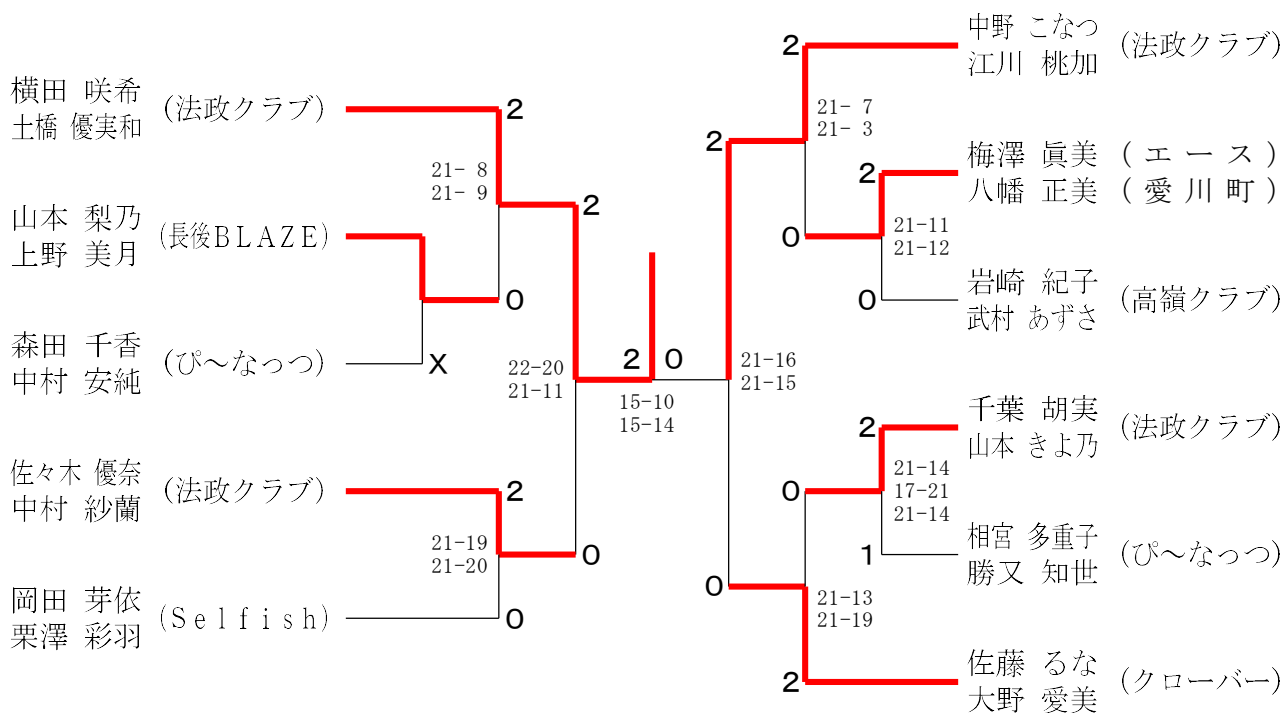 横田 咲希
土橋 優実和
(法政クラブ)
2
21- 8
21- 9
山本 梨乃
上野 美月
(長後BLAZE)
0
2
森田 千香
中村 安純
(ぴ～なっつ)
X
22-20
21-11
佐々木 優奈
中村 紗蘭
(法政クラブ)
2
21-19
21-20
0
岡田 芽依
栗澤 彩羽
(Selfish)
0
2 0
15-10
15-14
中野 こなつ
江川 桃加
(法政クラブ)
2
21- 7
21- 3
2
梅澤 眞美
八幡 正美
(エース)
(愛川町)
2
0
21-11
21-12
岩崎 紀子
武村 あずさ
(高嶺クラブ)
0
21-16
21-15
千葉 胡実
山本 きよ乃
(法政クラブ)
2
0
21-14
17-21
21-14
相宮 多重子
勝又 知世
(ぴ～なっつ)
1
0
21-13
21-19
佐藤 るな
大野 愛美
(クローバー)
2